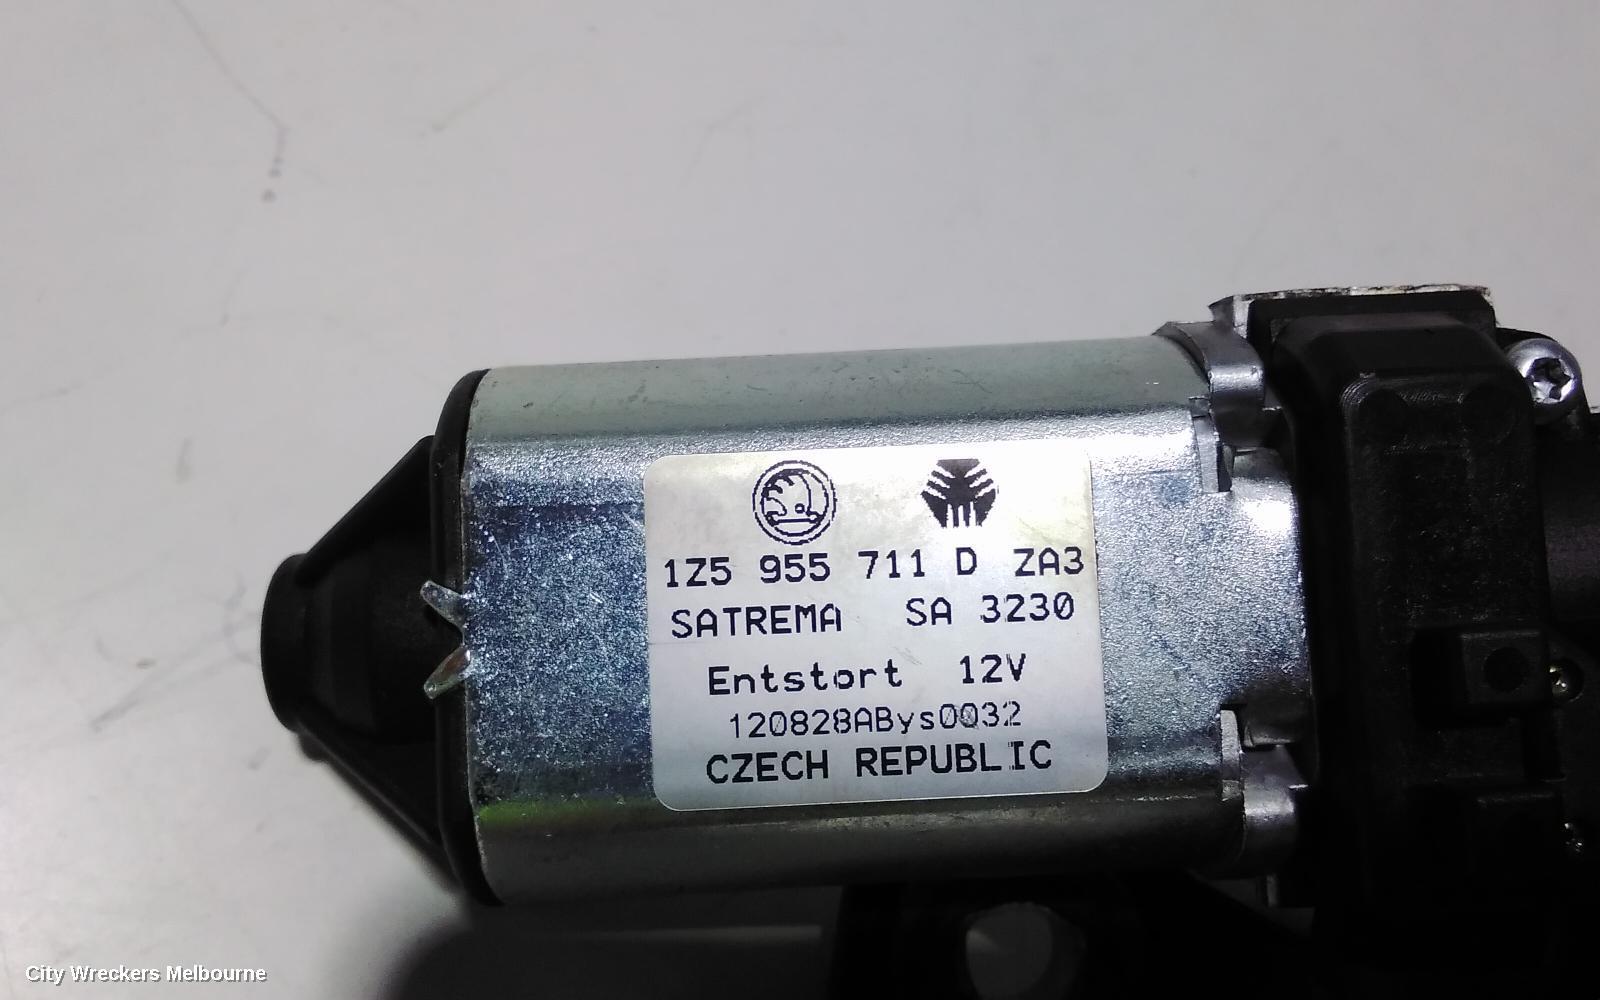 1Z5 955 711 D ZA3
SATREMA SA 3230
Entstort 12V
120828ABys0032
CZECH REPUBLIC
City Wreckers Melbourne